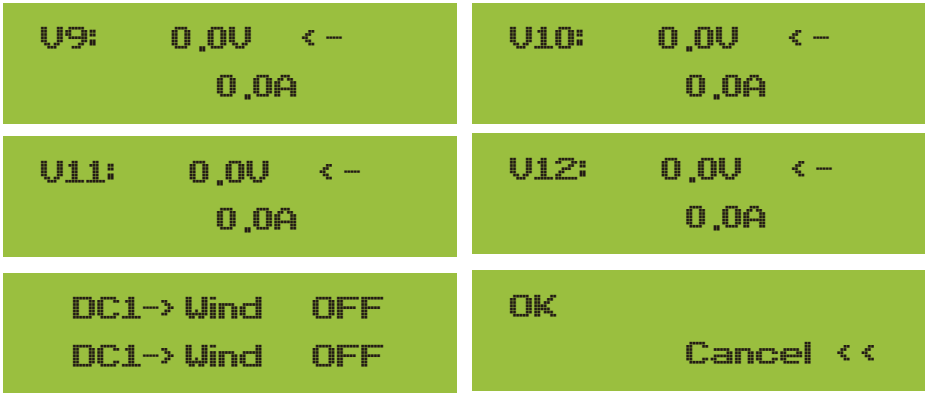 V9: 0.0V <-
0.0A
V10: 0.0V <-
0.0A
V11: 0.0V <-
0.0A
V12: 0.0V <-
0.0A
DC1-> Wind OFF
DC1-> Wind OFF
OK
Cancel <<